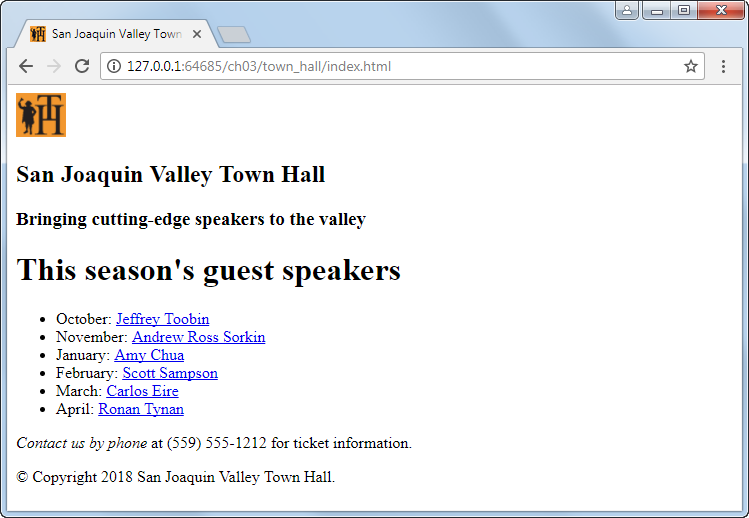 San Joaquin Valley Town
127.0.0.1:64685/ch03/town_hall/index.html
TH
San Joaquin Valley Town Hall
Bringing cutting-edge speakers to the valley
This season's guest speakers
• October: Jeffrey Toobin
• November: Andrew Ross Sorkin
• January: Amy Chua
• February: Scott Sampson
• March: Carlos Eire
• April: Ronan Tynan
Contact us by phone at (559) 555-1212 for ticket information.
© Copyright 2018 San Joaquin Valley Town Hall.